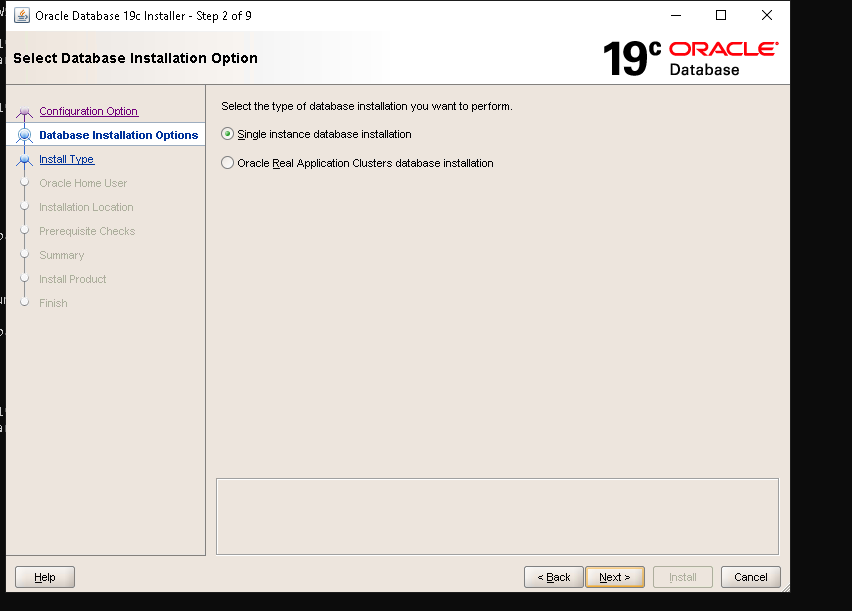 Oracle Database 19c Installer - Step 2 of 9
Select Database Installation Option
19c ORACLE
Database
Configuration Option
Database Installation Options
Install Type
Oracle Home User
Installation Location
Prerequisite Checks
Summary
Install Product
Finish
Select the type of database installation you want to perform.
Single instance database installation
Oracle Real Application Clusters database installation
Help
< Back
Next >
Install
Cancel